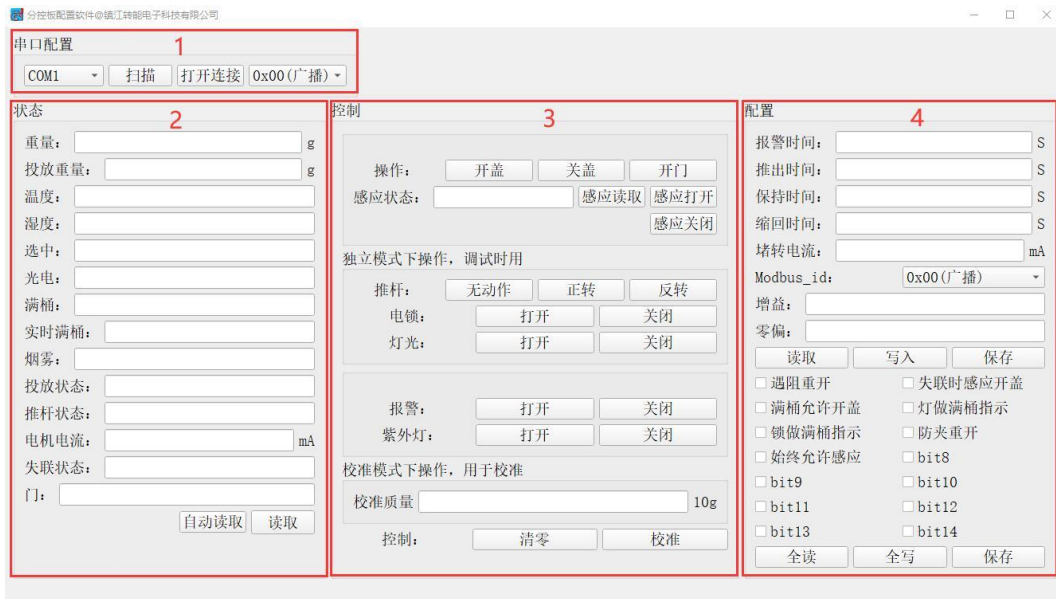 分控板配置软件@镇江转能电子科技有限公司
串口配置
1
COM1 扫描 打开连接 0x00(广播)
状态
2
重量： g
投放重量： g
温度：
湿度：
选中：
光电：
满桶：
实时满桶：
烟雾：
投放状态：
推杆状态：
电机电流： mA
失联状态：
门：
自动读取 读取
控制
3
操作： 开盖 关盖 开门
感应状态： 感应读取 感应打开
感应关闭
独立模式下操作，调试时用
推杆： 无动作 正转 反转
电锁： 打开 关闭
灯光： 打开 关闭
报警： 打开 关闭
紫外灯： 打开 关闭
校准模式下操作，用于校准
校准质量 10g
控制： 清零 校准
配置
4
报警时间： S
推出时间： S
保持时间： S
缩回时间： S
堵转电流： mA
Modbus_id： 0x00(广播)
增益：
零偏：
读取 写入 保存
遇阻重开 失联时感应开盖
满桶允许开盖 灯做满桶指示
锁做满桶指示 防夹重开
始终允许感应 bit8
bit9 bit10
bit11 bit12
bit13 bit14
全读 全写 保存